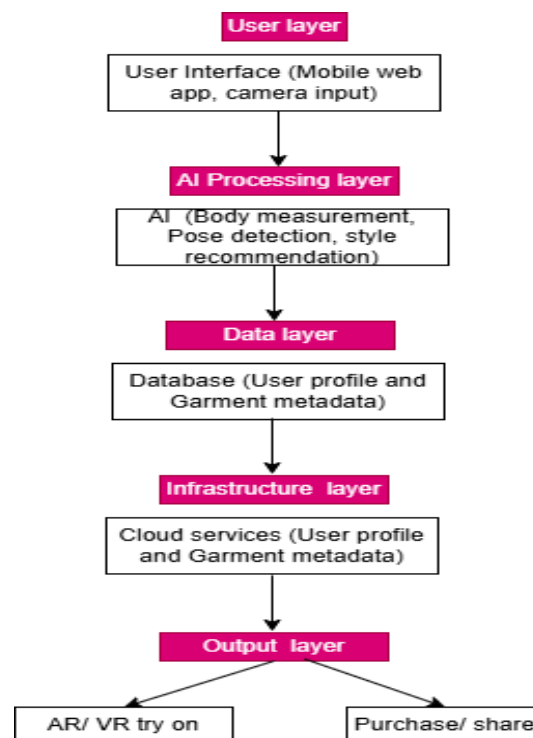 User layer
User Interface (Mobile web
app, camera input)
AI Processing layer
AI (Body measurement,
Pose detection, style
recommendation)
Data layer
Database (User profile and
Garment metadata)
Infrastructure layer
Cloud services (User profile
and Garment metadata)
Output layer
AR/ VR try on
Purchase/ share